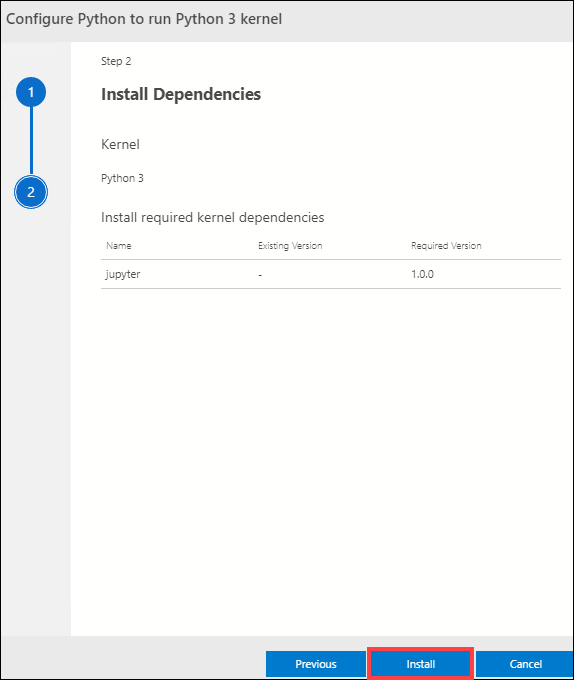 Configure Python to run Python 3 kernel
1
2
Step 2
Install Dependencies
Kernel
Python 3
Install required kernel dependencies
Name Existing Version Required Version
jupyter - 1.0.0
Previous Install Cancel